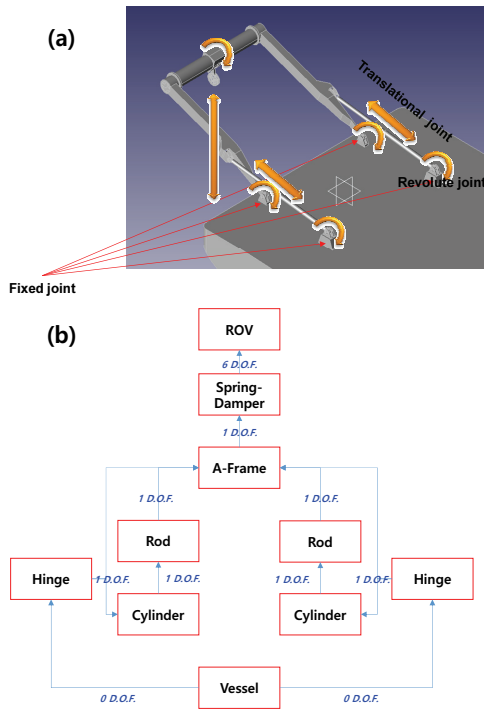 (a)
Translational joint
Revolute joint
Fixed joint
(b)
ROV
6 D.O.F.
Spring-
Damper
1 D.O.F.
A-Frame
1 D.O.F.
1 D.O.F.
Rod
Rod
Hinge
1 D.O.F.
1 D.O.F.
1 D.O.F.
1 D.O.F.
Hinge
Cylinder
Cylinder
Vessel
0 D.O.F.
0 D.O.F.